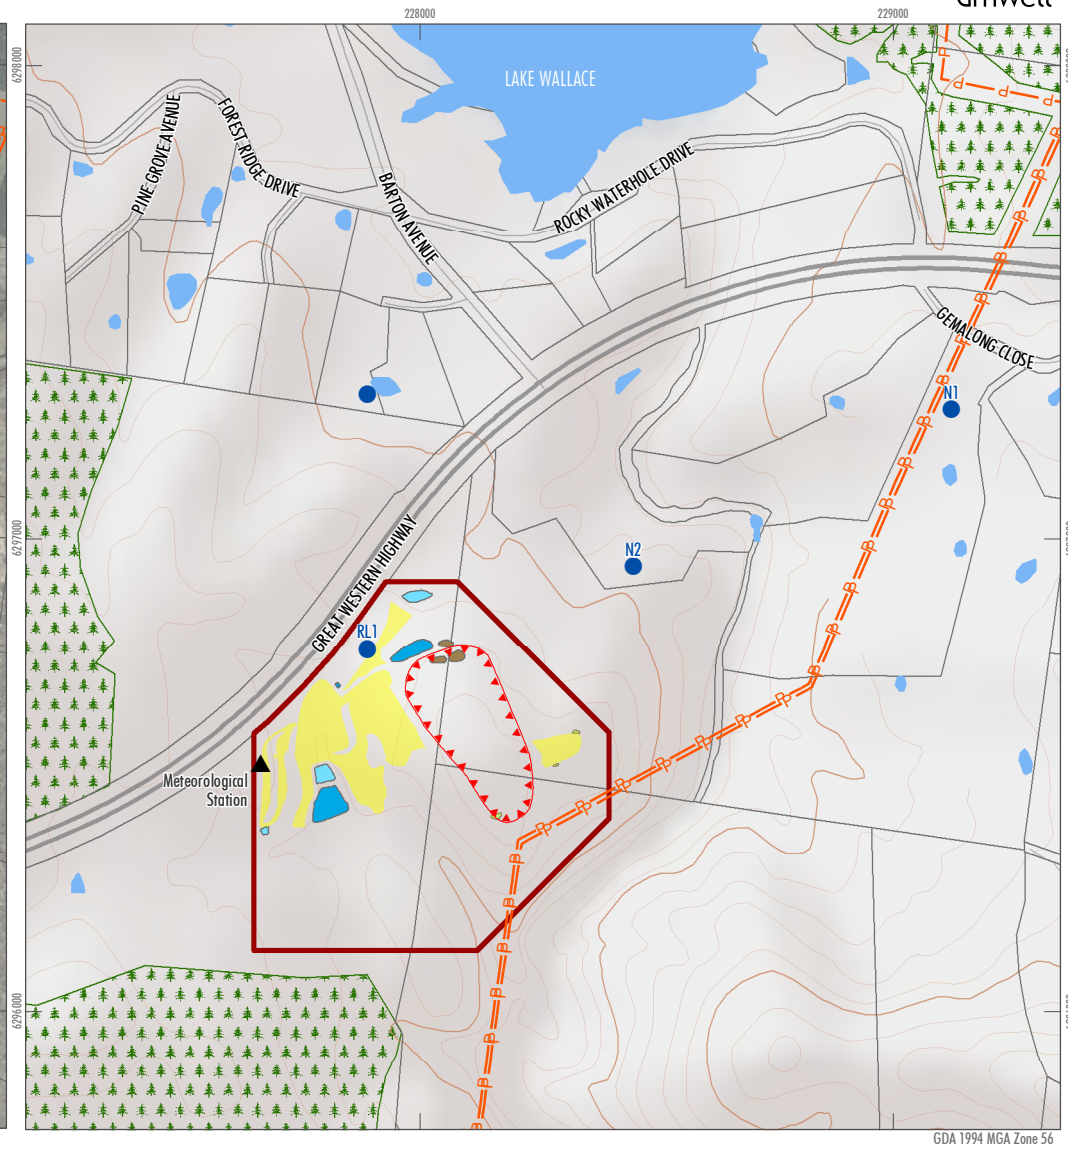 228000
229000
6298000
LAKE WALLACE
PINE GROVE AVENUE
FOREST RIDGE DRIVE
BARTON AVENUE
ROCKY WATERHOLE DRIVE
GEMALONG CLOSE
N1
6297000
GREAT WESTERN HIGHWAY
N2
RL1
Meteorological
Station
6296000
GDA 1994 MGA Zone 56